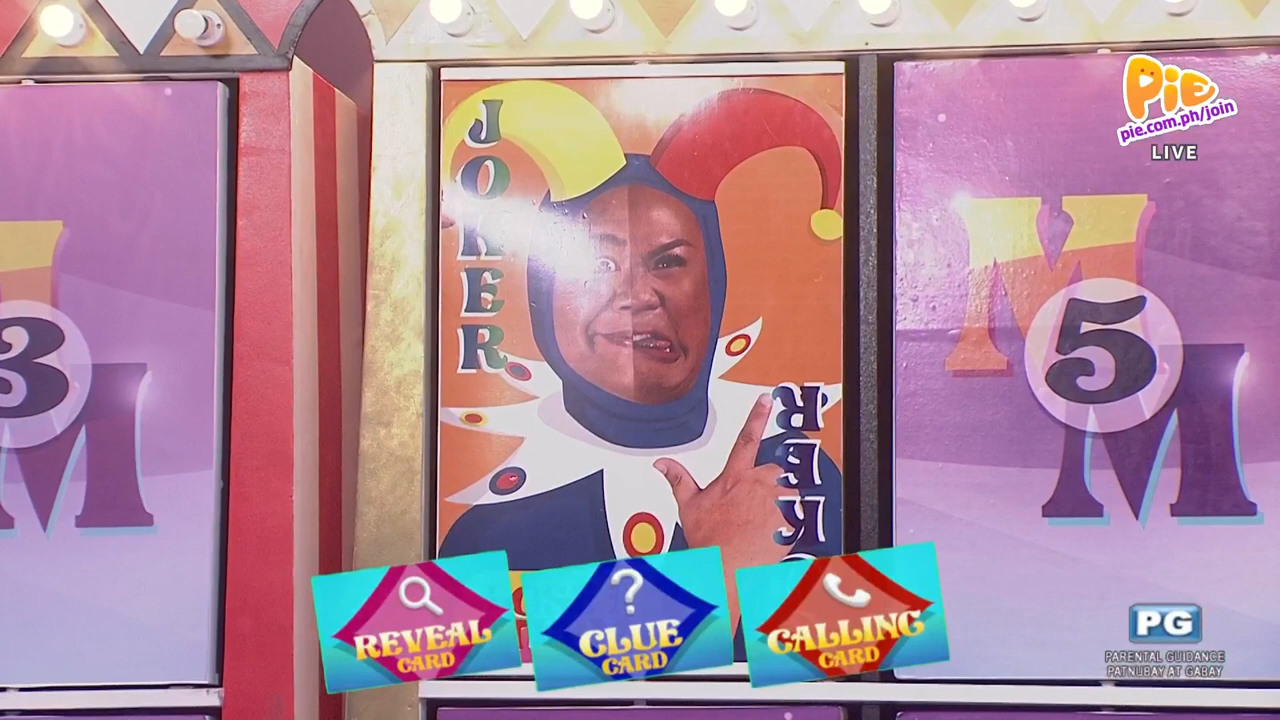 PIE
pie.com.ph/join
LIVE
JOKER
M
3
M
M
5
M
REVEAL
CARD
?
CLUE
CARD
CALLING
CARD
PG
PARENTAL GUIDANCE
PATNUBAY AT GABAY